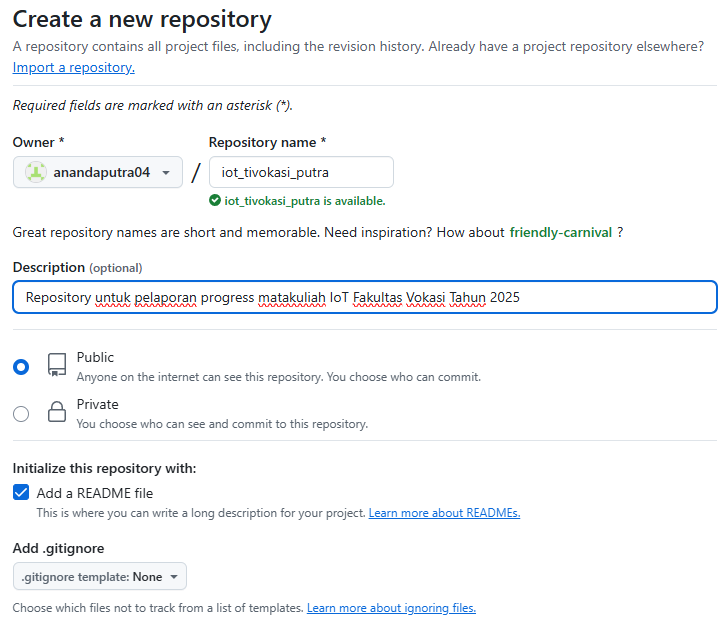 Create a new repository
A repository contains all project files, including the revision history. Already have a project repository elsewhere?
Import a repository.
Required fields are marked with an asterisk (*).
Owner * Repository name *
anandaputra04 / iot_tivokasi_putra
iot_tivokasi_putra is available.
Great repository names are short and memorable. Need inspiration? How about friendly-carnival ?
Description (optional)
Repository untuk pelaporan progress matakuliah IoT Fakultas Vokasi Tahun 2025
Public
Anyone on the internet can see this repository. You choose who can commit.
Private
You choose who can see and commit to this repository.
Initialize this repository with:
Add a README file
This is where you can write a long description for your project. Learn more about READMEs.
Add .gitignore
.gitignore template: None
Choose which files not to track from a list of templates. Learn more about ignoring files.